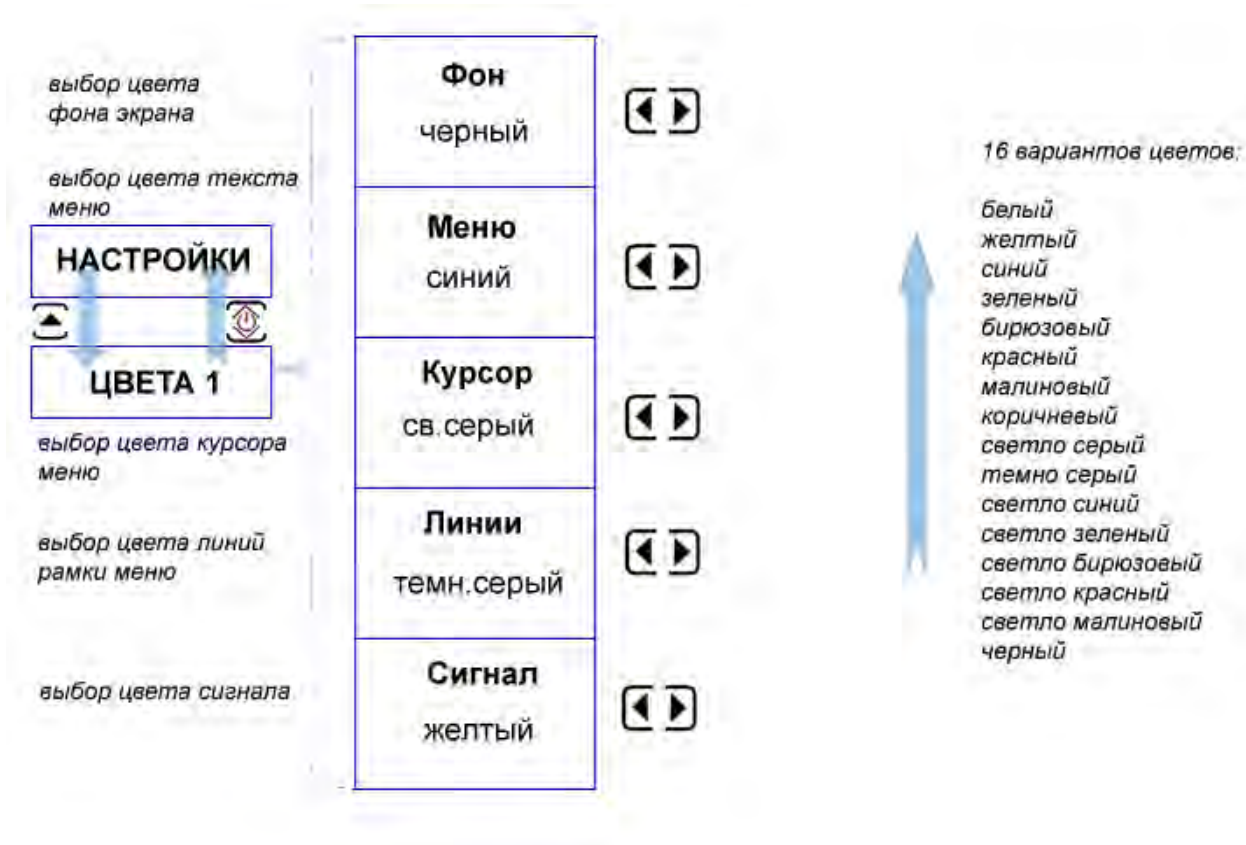 выбор цвета
фона экрана
выбор цвета текста
меню
НАСТРОЙКИ
ЦВЕТА 1
выбор цвета курсора
меню
выбор цвета линий
рамки меню
выбор цвета сигнала
Фон
черный
Меню
синий
Курсор
св.серый
Линии
темн.серый
Сигнал
желтый
16 вариантов цветов:
белый
желтый
синий
зеленый
бирюзовый
красный
малиновый
коричневый
светло серый
темно серый
светло синий
светло зеленый
светло бирюзовый
светло красный
светло малиновый
черный